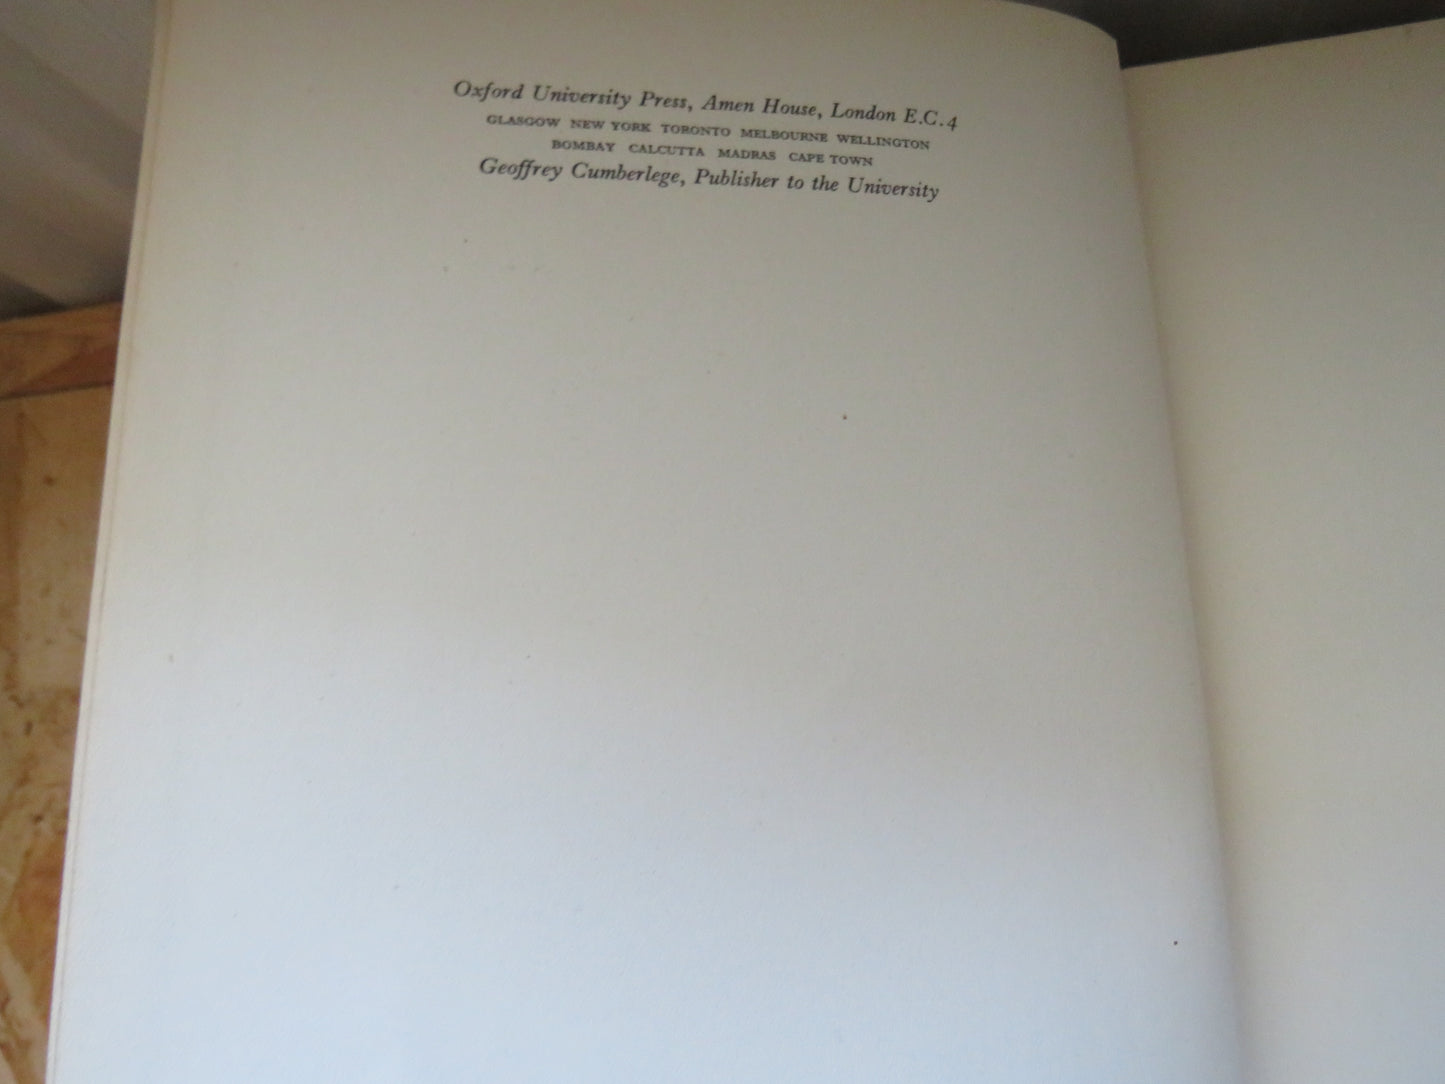 Oxford University Press, Amen House, London E.C.4
GLASGOW NEW YORK TORONTO MELBOURNE WELLINGTON
BOMBAY CALCUTTA MADRAS CAPE TOWN
Geoffrey Cumberlege, Publisher to the University